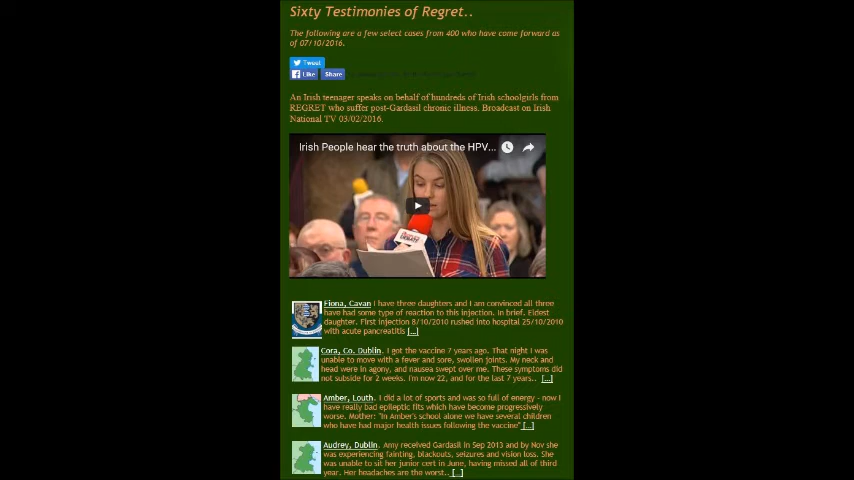 Sixty Testimonies of Regret..
The following are a few select cases from 400 who have come forward as
of 07/10/2016.
Tweet
Like Share
An Irish teenager speaks on behalf of hundreds of Irish schoolgirls from
REGRET who suffer post-Gardasil chronic illness. Broadcast on Irish
National TV 03/02/2016.
Irish People hear the truth about the HPV...
Fiona, Cavan I have three daughters and I am convinced all three
have had some type of reaction to this injection. In brief. Eldest
daughter. First injection 8/10/2010 rushed into hospital 25/10/2010
with acute pancreatitis [...]
Cora, Co. Dublin. I got the vaccine 7 years ago. That night I was
unable to move with a fever and sore, swollen joints. My neck and
head were in agony, and nausea swept over me. These symptoms did
not subside for 2 weeks. I'm now 22, and for the last 7 years.. [...]
Amber, Louth. I did a lot of sports and was so full of energy - now I
have really bad epileptic fits which have become progressively
worse. Mother: "In Amber's school alone we have several children
who have had major health issues following the vaccine" [...]
Audrey, Dublin. Amy received Gardasil in Sep 2013 and by Nov she
was experiencing fainting, blackouts, seizures and vision loss. She
was unable to sit her junior cert in June, having missed all of third
year. Her headaches are the worst.. [...]